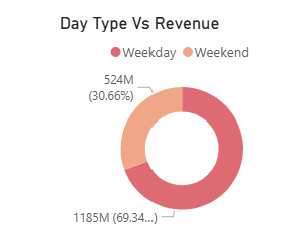 Day Type Vs Revenue
Weekday Weekend
524M
(30.66%)
1185M (69.34...)